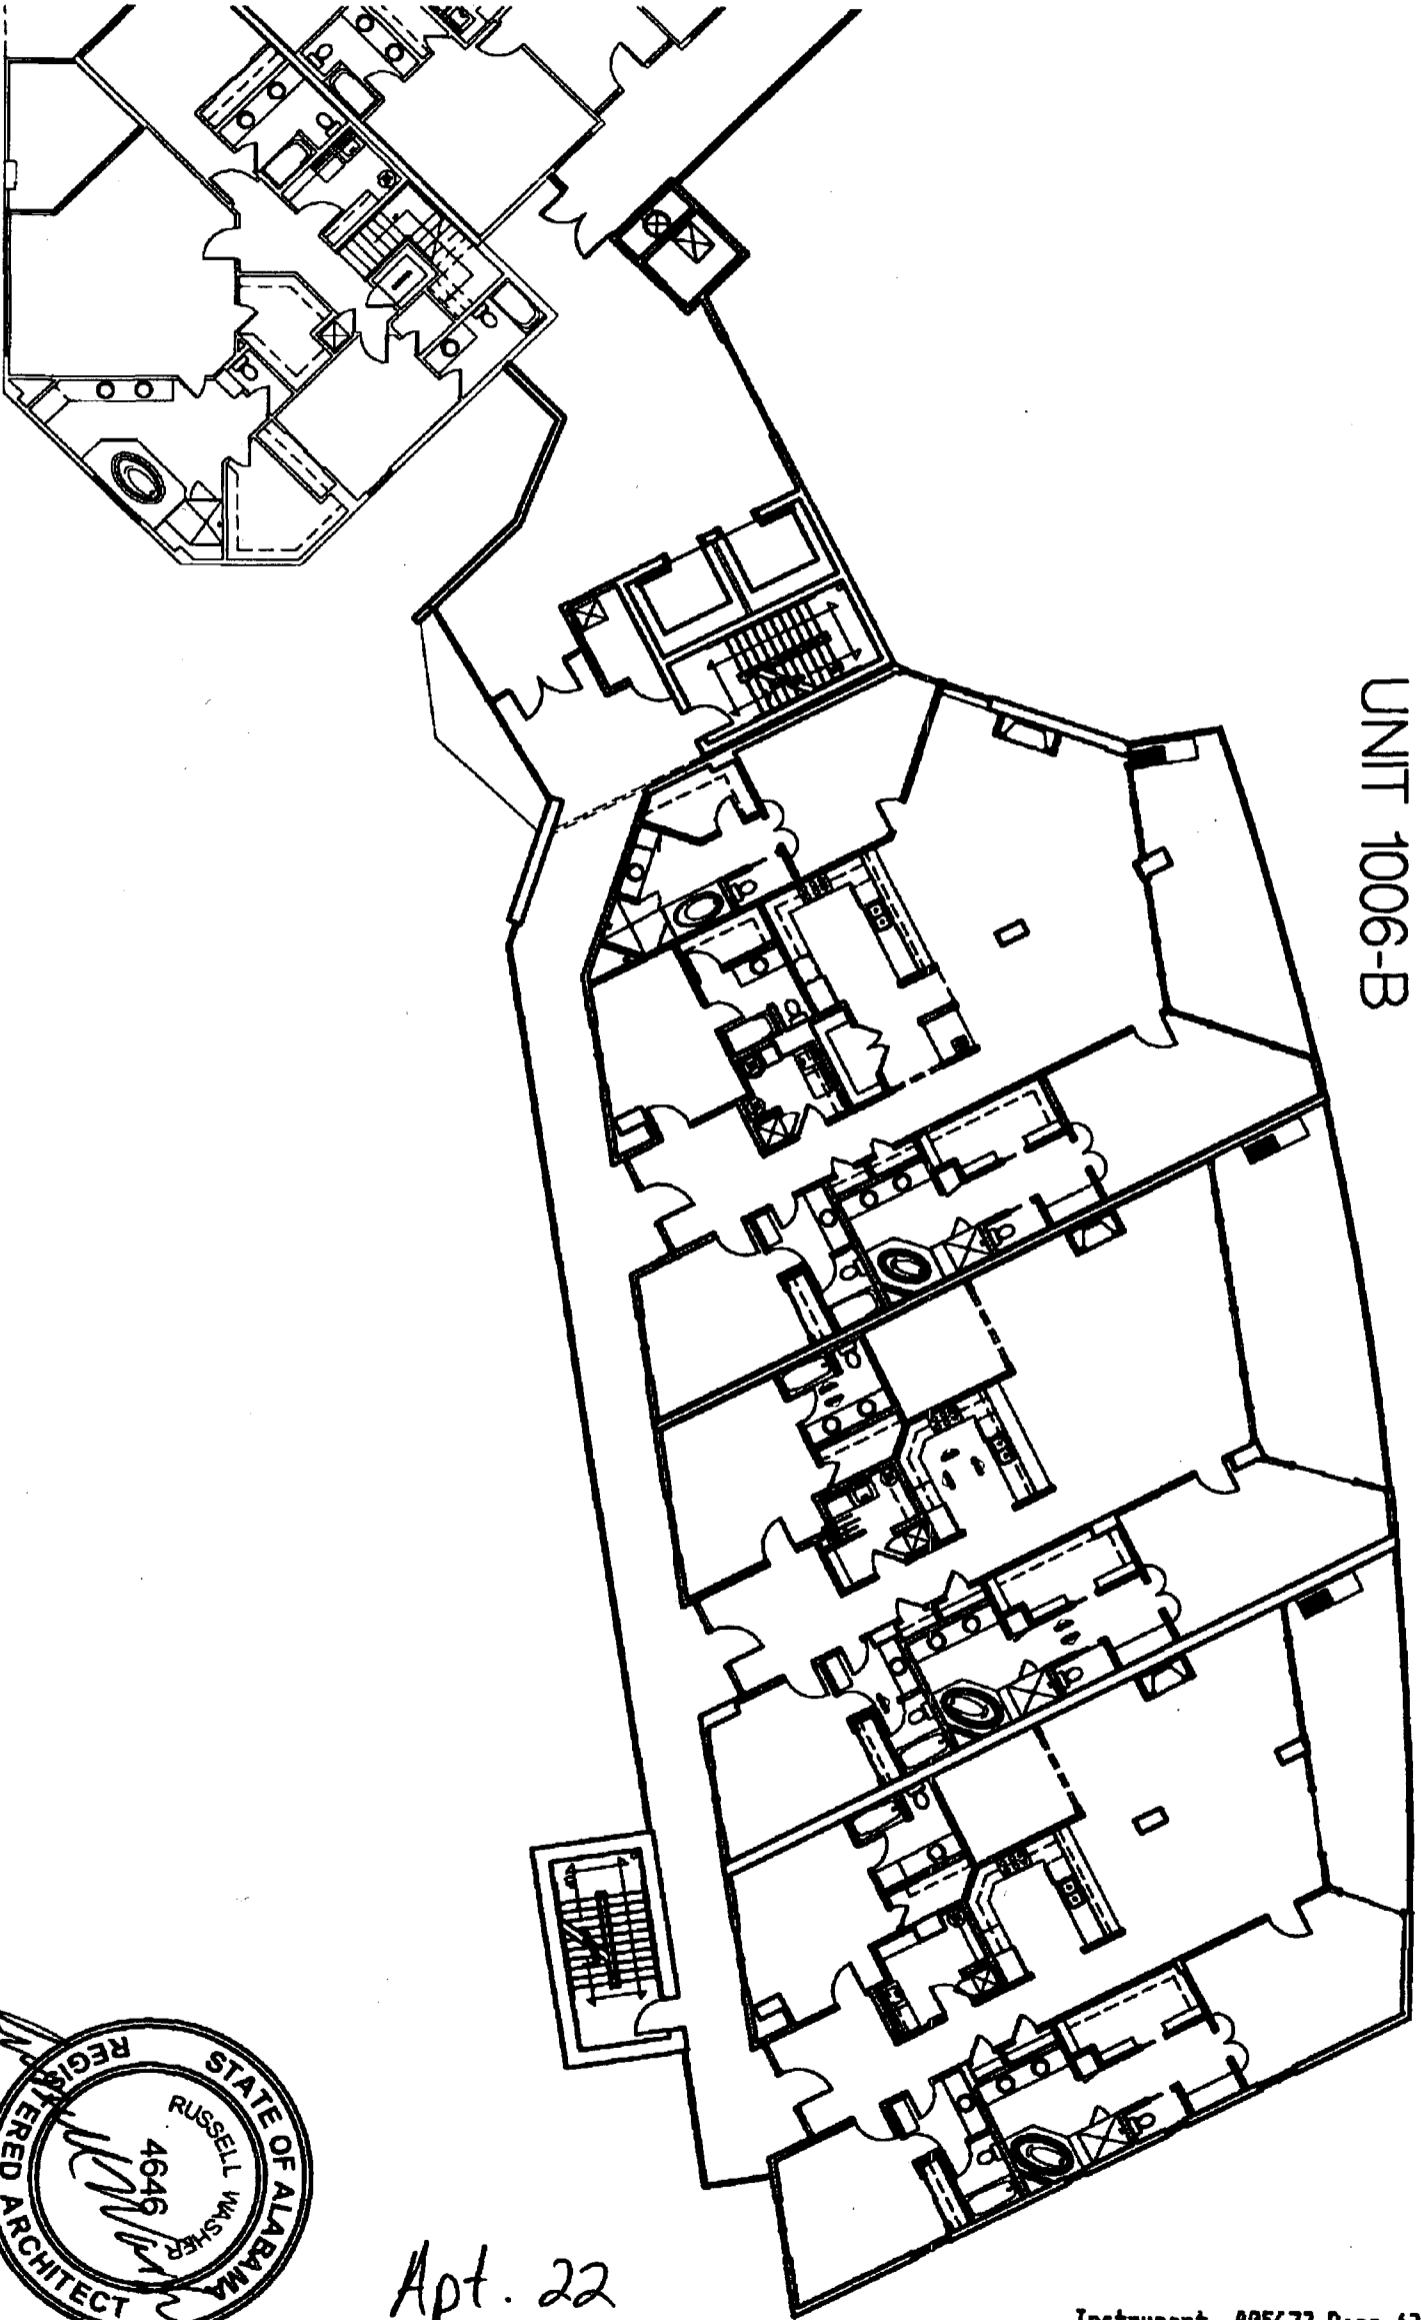 UNIT 1006-B
STATE OF ALABAMA
RUSSELL WASHER
4646
REGISTERED ARCHITECT
Apt. 22